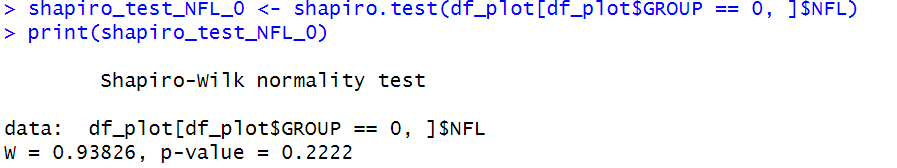 > shapiro_test_NFL_0 <- shapiro.test(df_plot[df_plot$GROUP == 0, ]$NFL)
> print(shapiro_test_NFL_0)
Shapiro-Wilk normality test
data:  df_plot[df_plot$GROUP == 0, ]$NFL
W = 0.93826, p-value = 0.2222